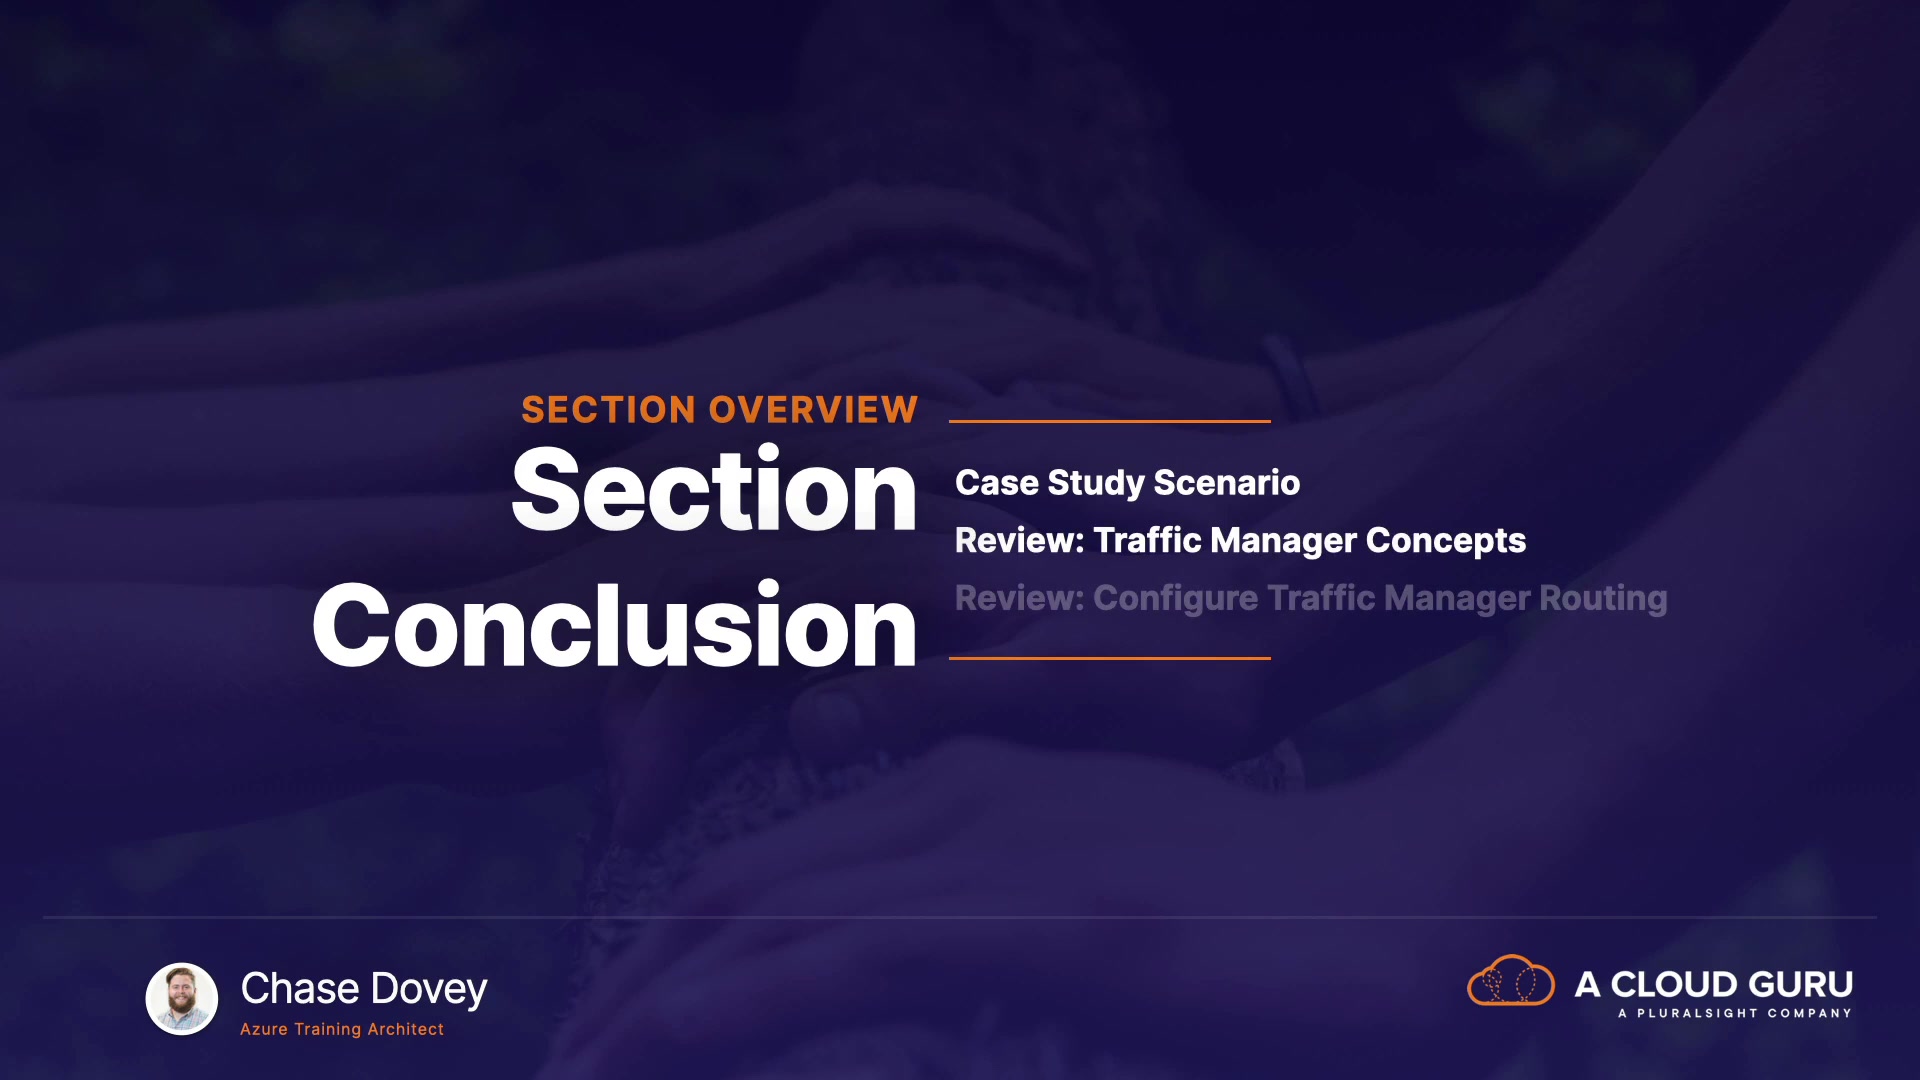 SECTION OVERVIEW
Section
Conclusion
Case Study Scenario
Review: Traffic Manager Concepts
Review: Configure Traffic Manager Routing
Chase Dovey
Azure Training Architect
A CLOUD GURU
A PLURALSIGHT COMPANY